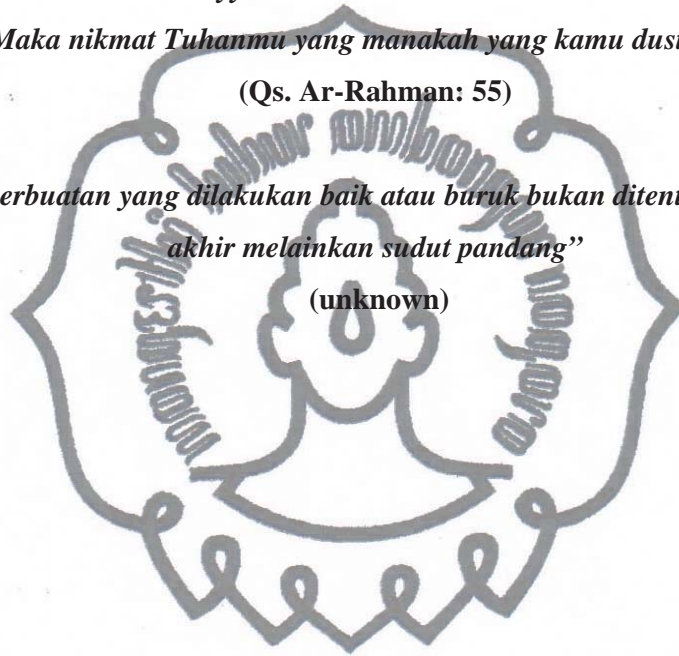 Maka nikmat Tuhanmu yang manakah yang kamu dust
(Qs. Ar-Rahman: 55)
erbuatan yang dilakukan baik atau buruk bukan ditent
akhir melainkan sudut pandang”
(unknown)